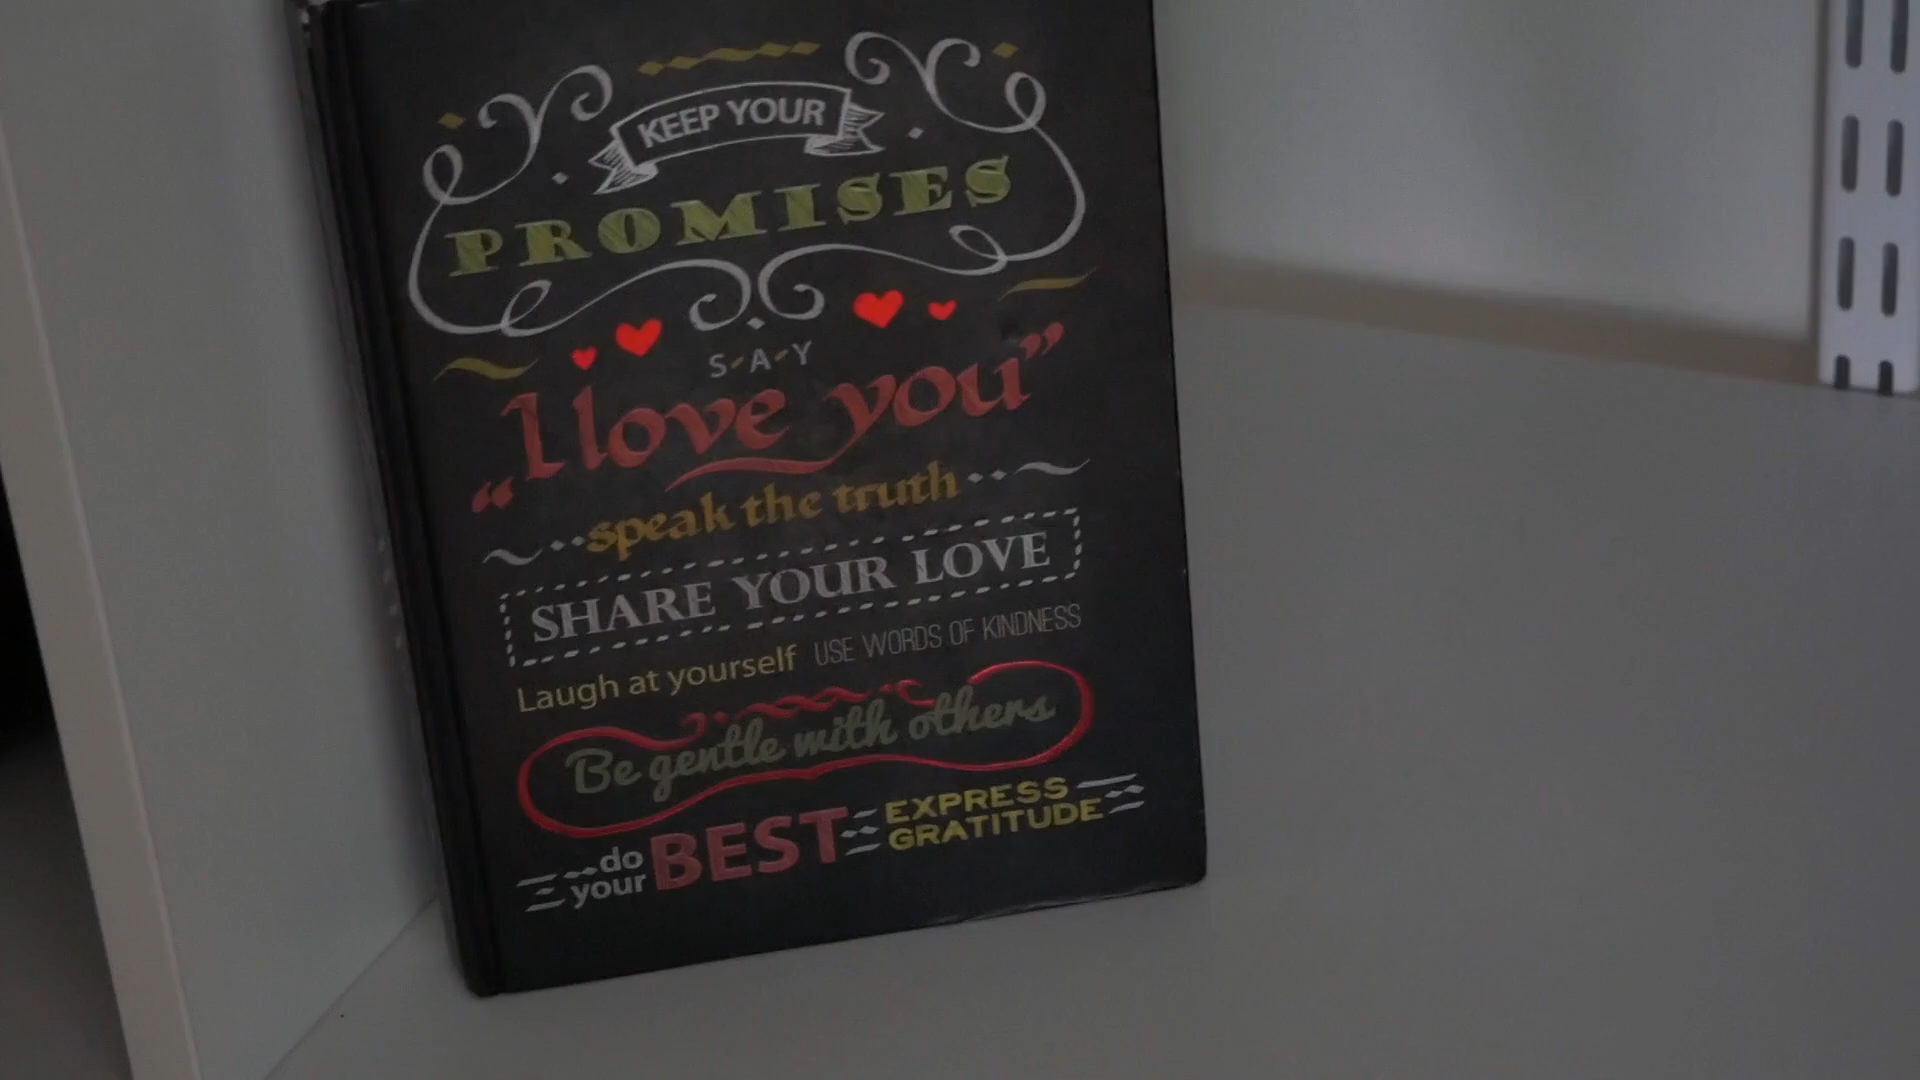 KEEP YOUR
PROMISES
S-A-Y
"I love you"
speak the truth
SHARE YOUR LOVE
Laugh at yourself USE WORDS OF KINDNESS
Be gentle with others
do your BEST
EXPRESS
GRATITUDE